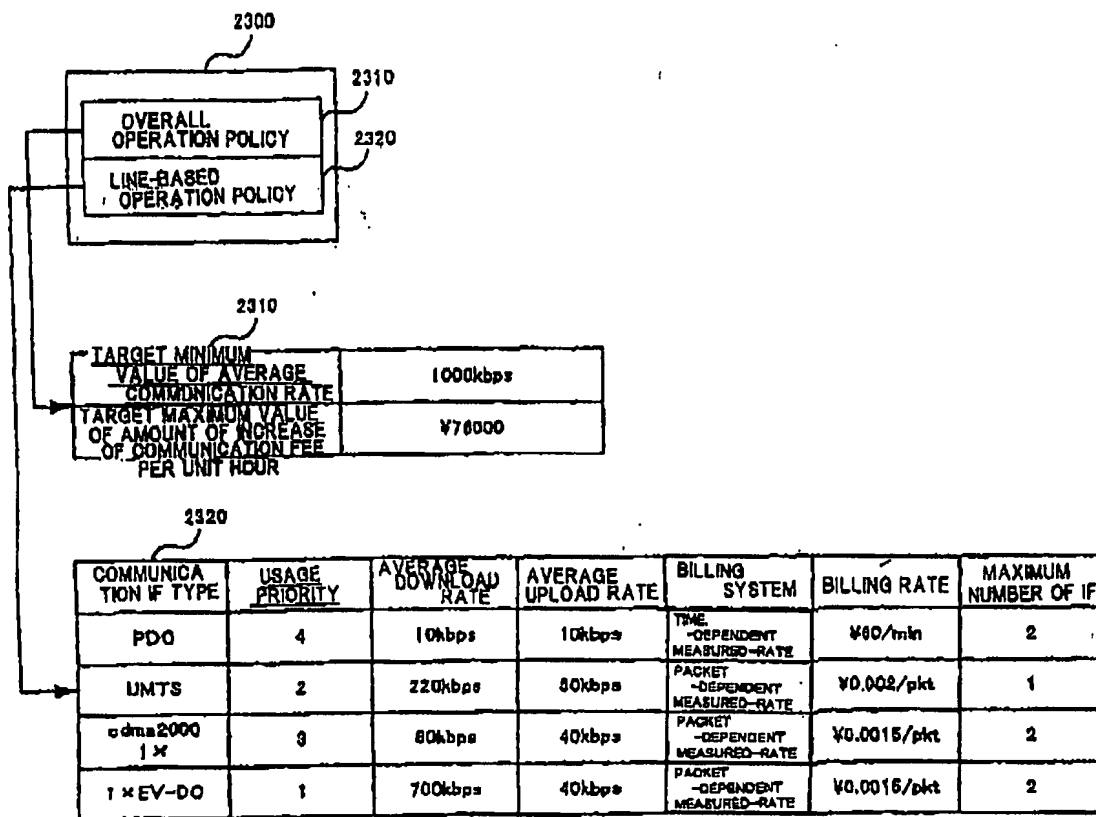 2300
2310
OVERALL
OPERATION POLICY
2320
LINE-BASED
OPERATION POLICY
2310
TARGET MINIMUM
VALUE OF AVERAGE
COMMUNICATION RATE
1000kbps
TARGET MAXIMUM VALUE
OF AMOUNT OF INCREASE
OF COMMUNICATION FEE
PER UNIT HOUR
¥76000
2320
COMMUNICA
TION IF TYPE
USAGE
PRIORITY
AVERAGE
DOWNLOAD
RATE
AVERAGE
UPLOAD RATE
BILLING
SYSTEM
BILLING RATE
MAXIMUM
NUMBER OF IF
PDC
4
10kbps
10kbps
TIME
-DEPENDENT
MEASURED-RATE
¥60/min
2
UMTS
2
220kbps
80kbps
PACKET
-DEPENDENT
MEASURED-RATE
¥0.002/pkt
1
cdma2000
1×
3
80kbps
40kbps
PACKET
-DEPENDENT
MEASURED-RATE
¥0.0015/pkt
2
1×EV-DO
1
700kbps
40kbps
PACKET
-DEPENDENT
MEASURED-RATE
¥0.0015/pkt
2